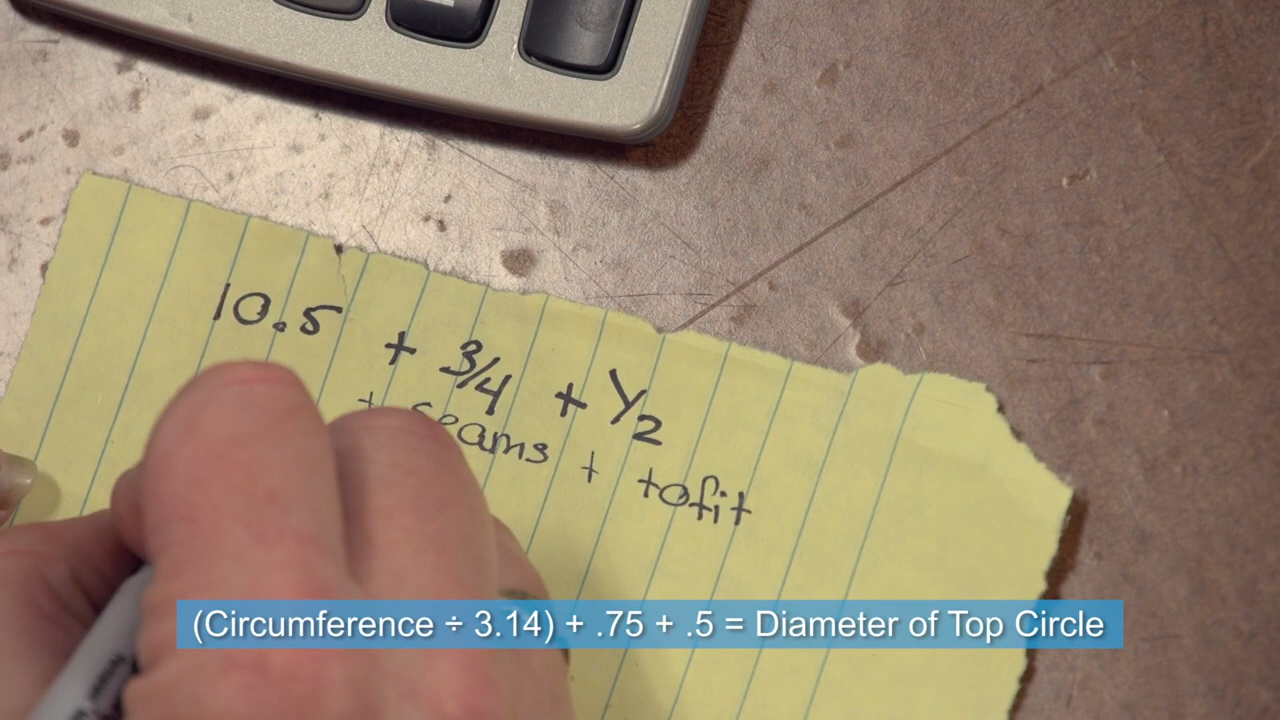 10.5 + 3/4 + 1/2
+ seams + to fit
(Circumference ÷ 3.14) + .75 + .5 = Diameter of Top Circle